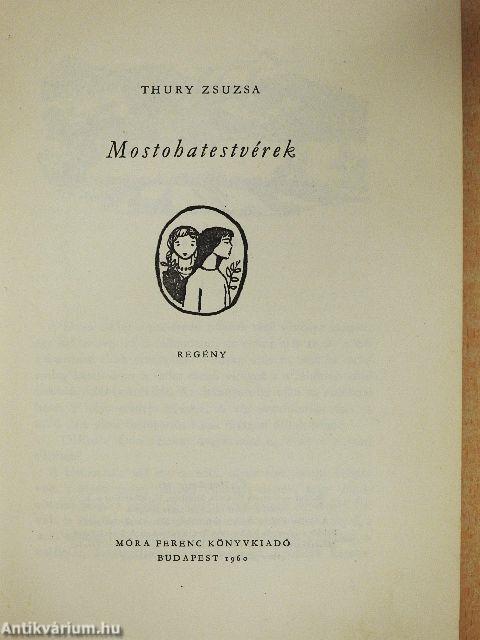 THURY ZSUZSA
Mostohatestvérek
REGÉNY
MÓRA FERENC KÖNYVKIADÓ
BUDAPEST 1960
Antikvárium.hu